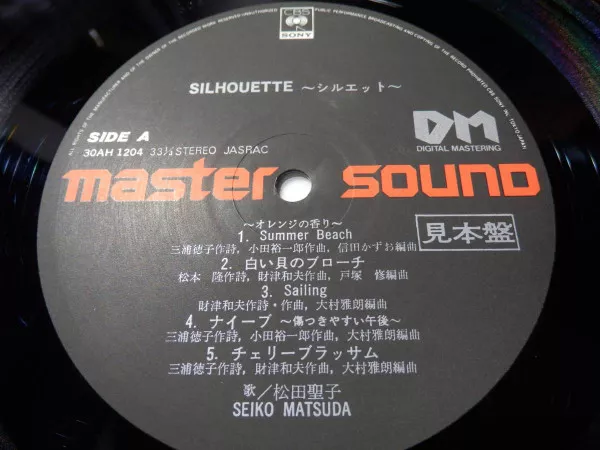 CBS
SONY
SILHOUETTE ～シルエット～
SIDE A
30AH 1204 33⅓ STEREO JASRAC
DM
DIGITAL MASTERING
master sound
見本盤
～オレンジの香り～
1. Summer Beach
三浦徳子作詩, 小田裕一郎作曲, 信田かずお編曲
2. 白い貝のブローチ
松本 隆作詩, 財津和夫作曲, 戸塚 修編曲
3. Sailing
財津和夫作詩・作曲, 大村雅朗編曲
4. ナイーブ ～傷つきやすい午後～
三浦徳子作詩, 小田裕一郎作曲, 大村雅朗編曲
5. チェリーブラッサム
三浦徳子作詩, 財津和夫作曲, 大村雅朗編曲
歌／松田聖子
SEIKO MATSUDA